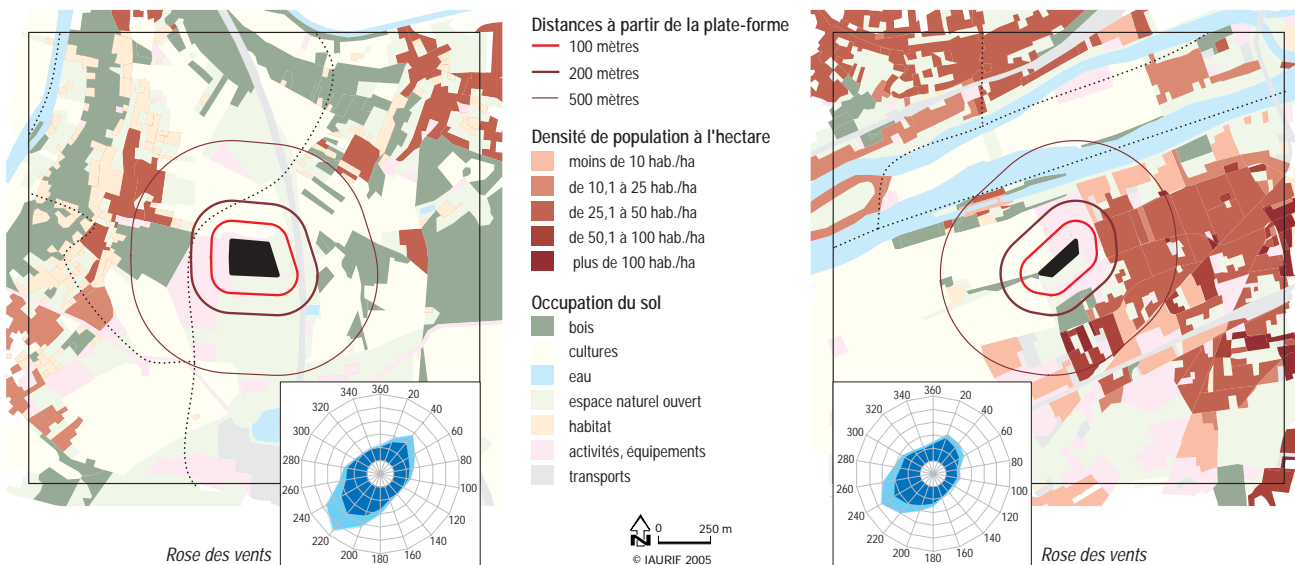 Distances à partir de la plate-forme
100 mètres
200 mètres
500 mètres
Densité de population à l'hectare
moins de 10 hab./ha
de 10,1 à 25 hab./ha
de 25,1 à 50 hab./ha
de 50,1 à 100 hab./ha
plus de 100 hab./ha
Occupation du sol
bois
cultures
eau
espace naturel ouvert
habitat
activités, équipements
transports
N
0 250 m
© IAURIF 2005
360
20
40
60
80
100
120
140
160
180
200
220
240
260
280
300
320
340
Rose des vents
360
20
40
60
80
100
120
140
160
180
200
220
240
260
280
300
320
340
Rose des vents